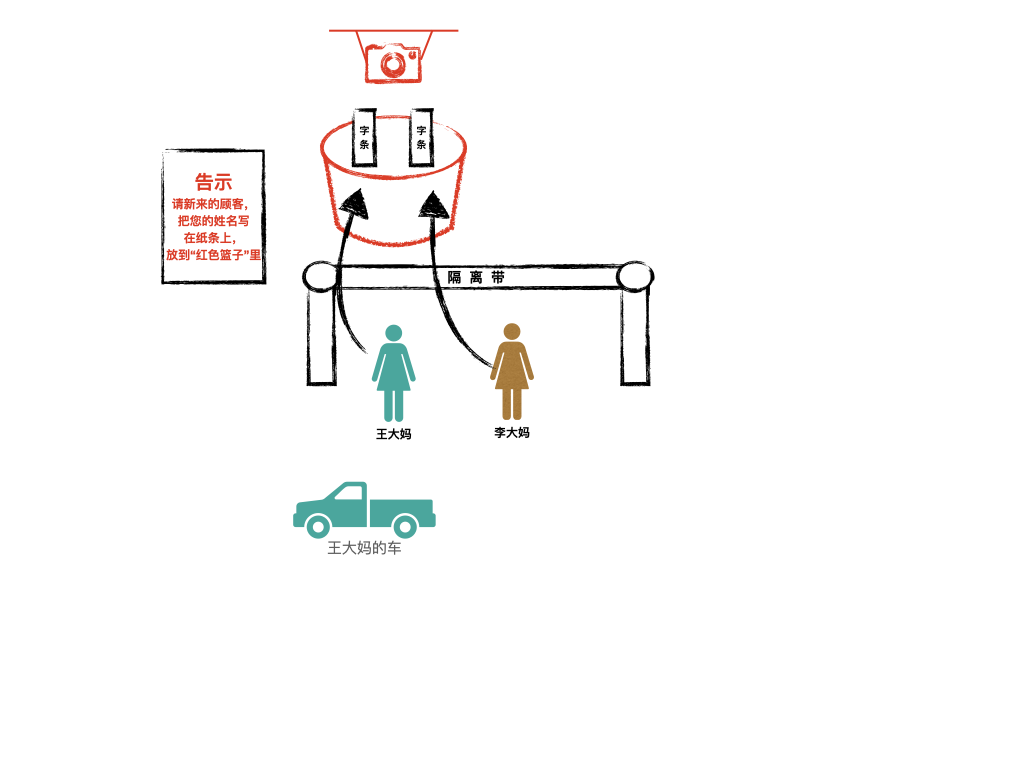 字
条
字
条
告示
请新来的顾客，
把您的姓名写
在纸条上，
放到“红色篮子”里
隔 离 带
王大妈
李大妈
王大妈的车